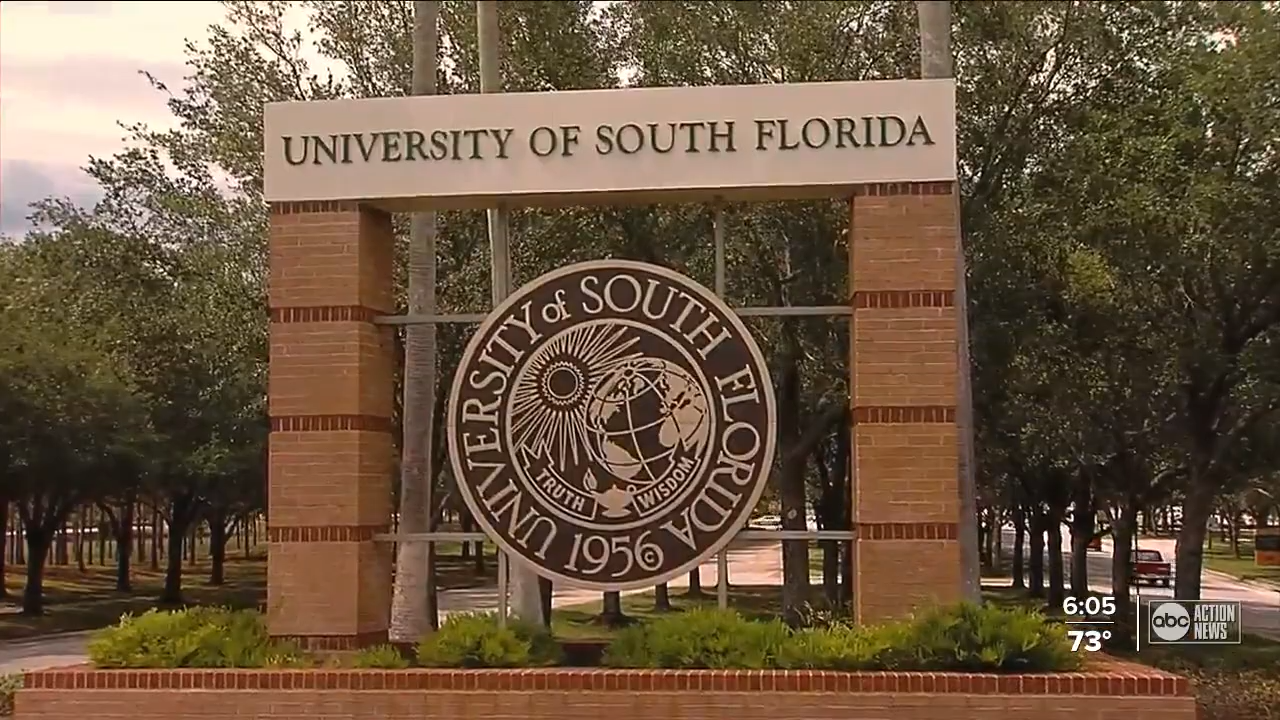 UNIVERSITY OF SOUTH FLORIDA
UNIVERSITY of SOUTH FLORIDA
TRUTH WISDOM
1956
6:05
73°
abc ACTION NEWS